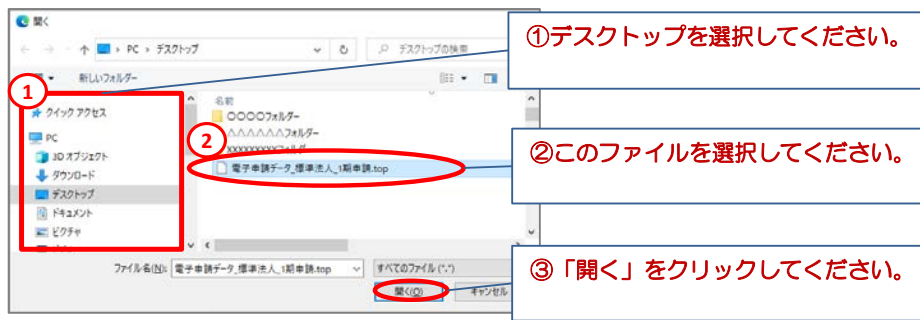 開く
PC › デスクトップ
デスクトップの検索
新しいフォルダー
①デスクトップを選択してください。
1
クイック アクセス
PC
3D オブジェクト
ダウンロード
デスクトップ
ドキュメント
ピクチャ
名前
〇〇〇〇フォルダー
△△△△△△フォルダー
xxxxxxxxxフォルダー
2
電子申請データ_標準法人_1期申請.top
②このファイルを選択してください。
ファイル名(N):
電子申請データ_標準法人_1期申請.top
すべてのファイル (*.*)
開く(O)
キャンセル
③「開く」をクリックしてください。